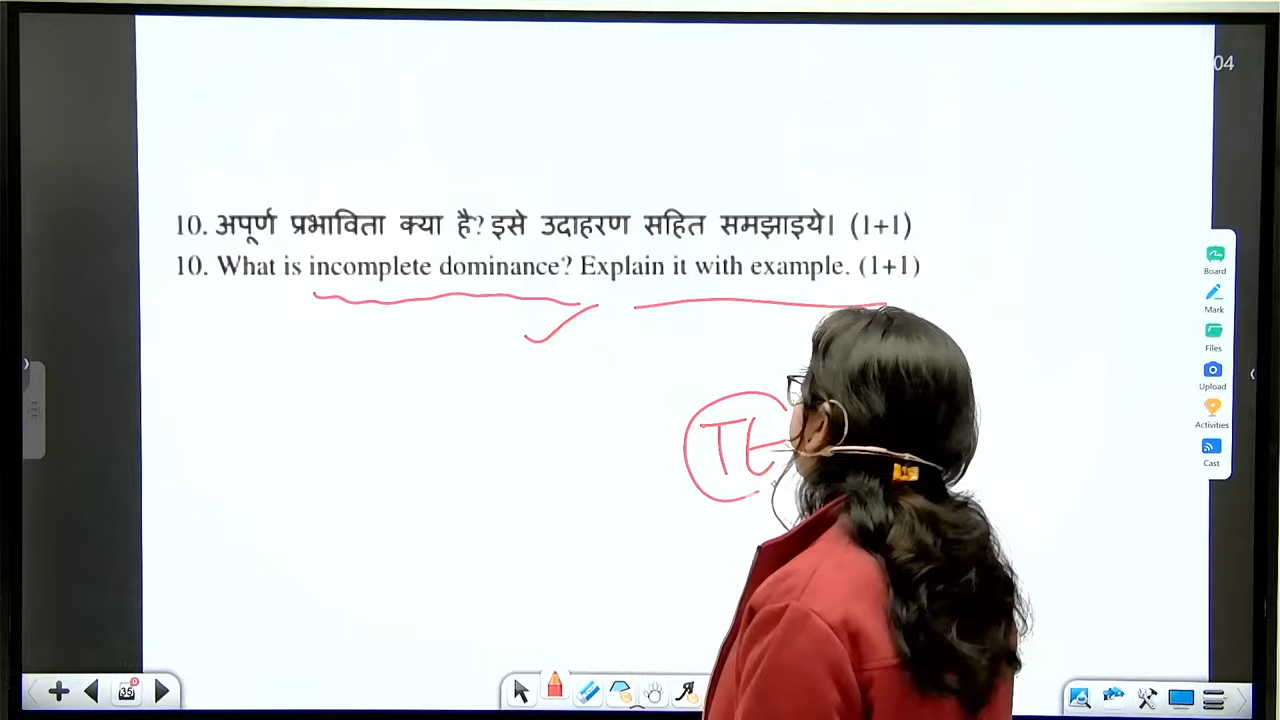 04
10. अपूर्ण प्रभाविता क्या है? इसे उदाहरण सहित समझाइये। (1+1)
10. What is incomplete dominance? Explain it with example. (1+1)
Board
Mark
Files
Upload
Activities
Cast
35